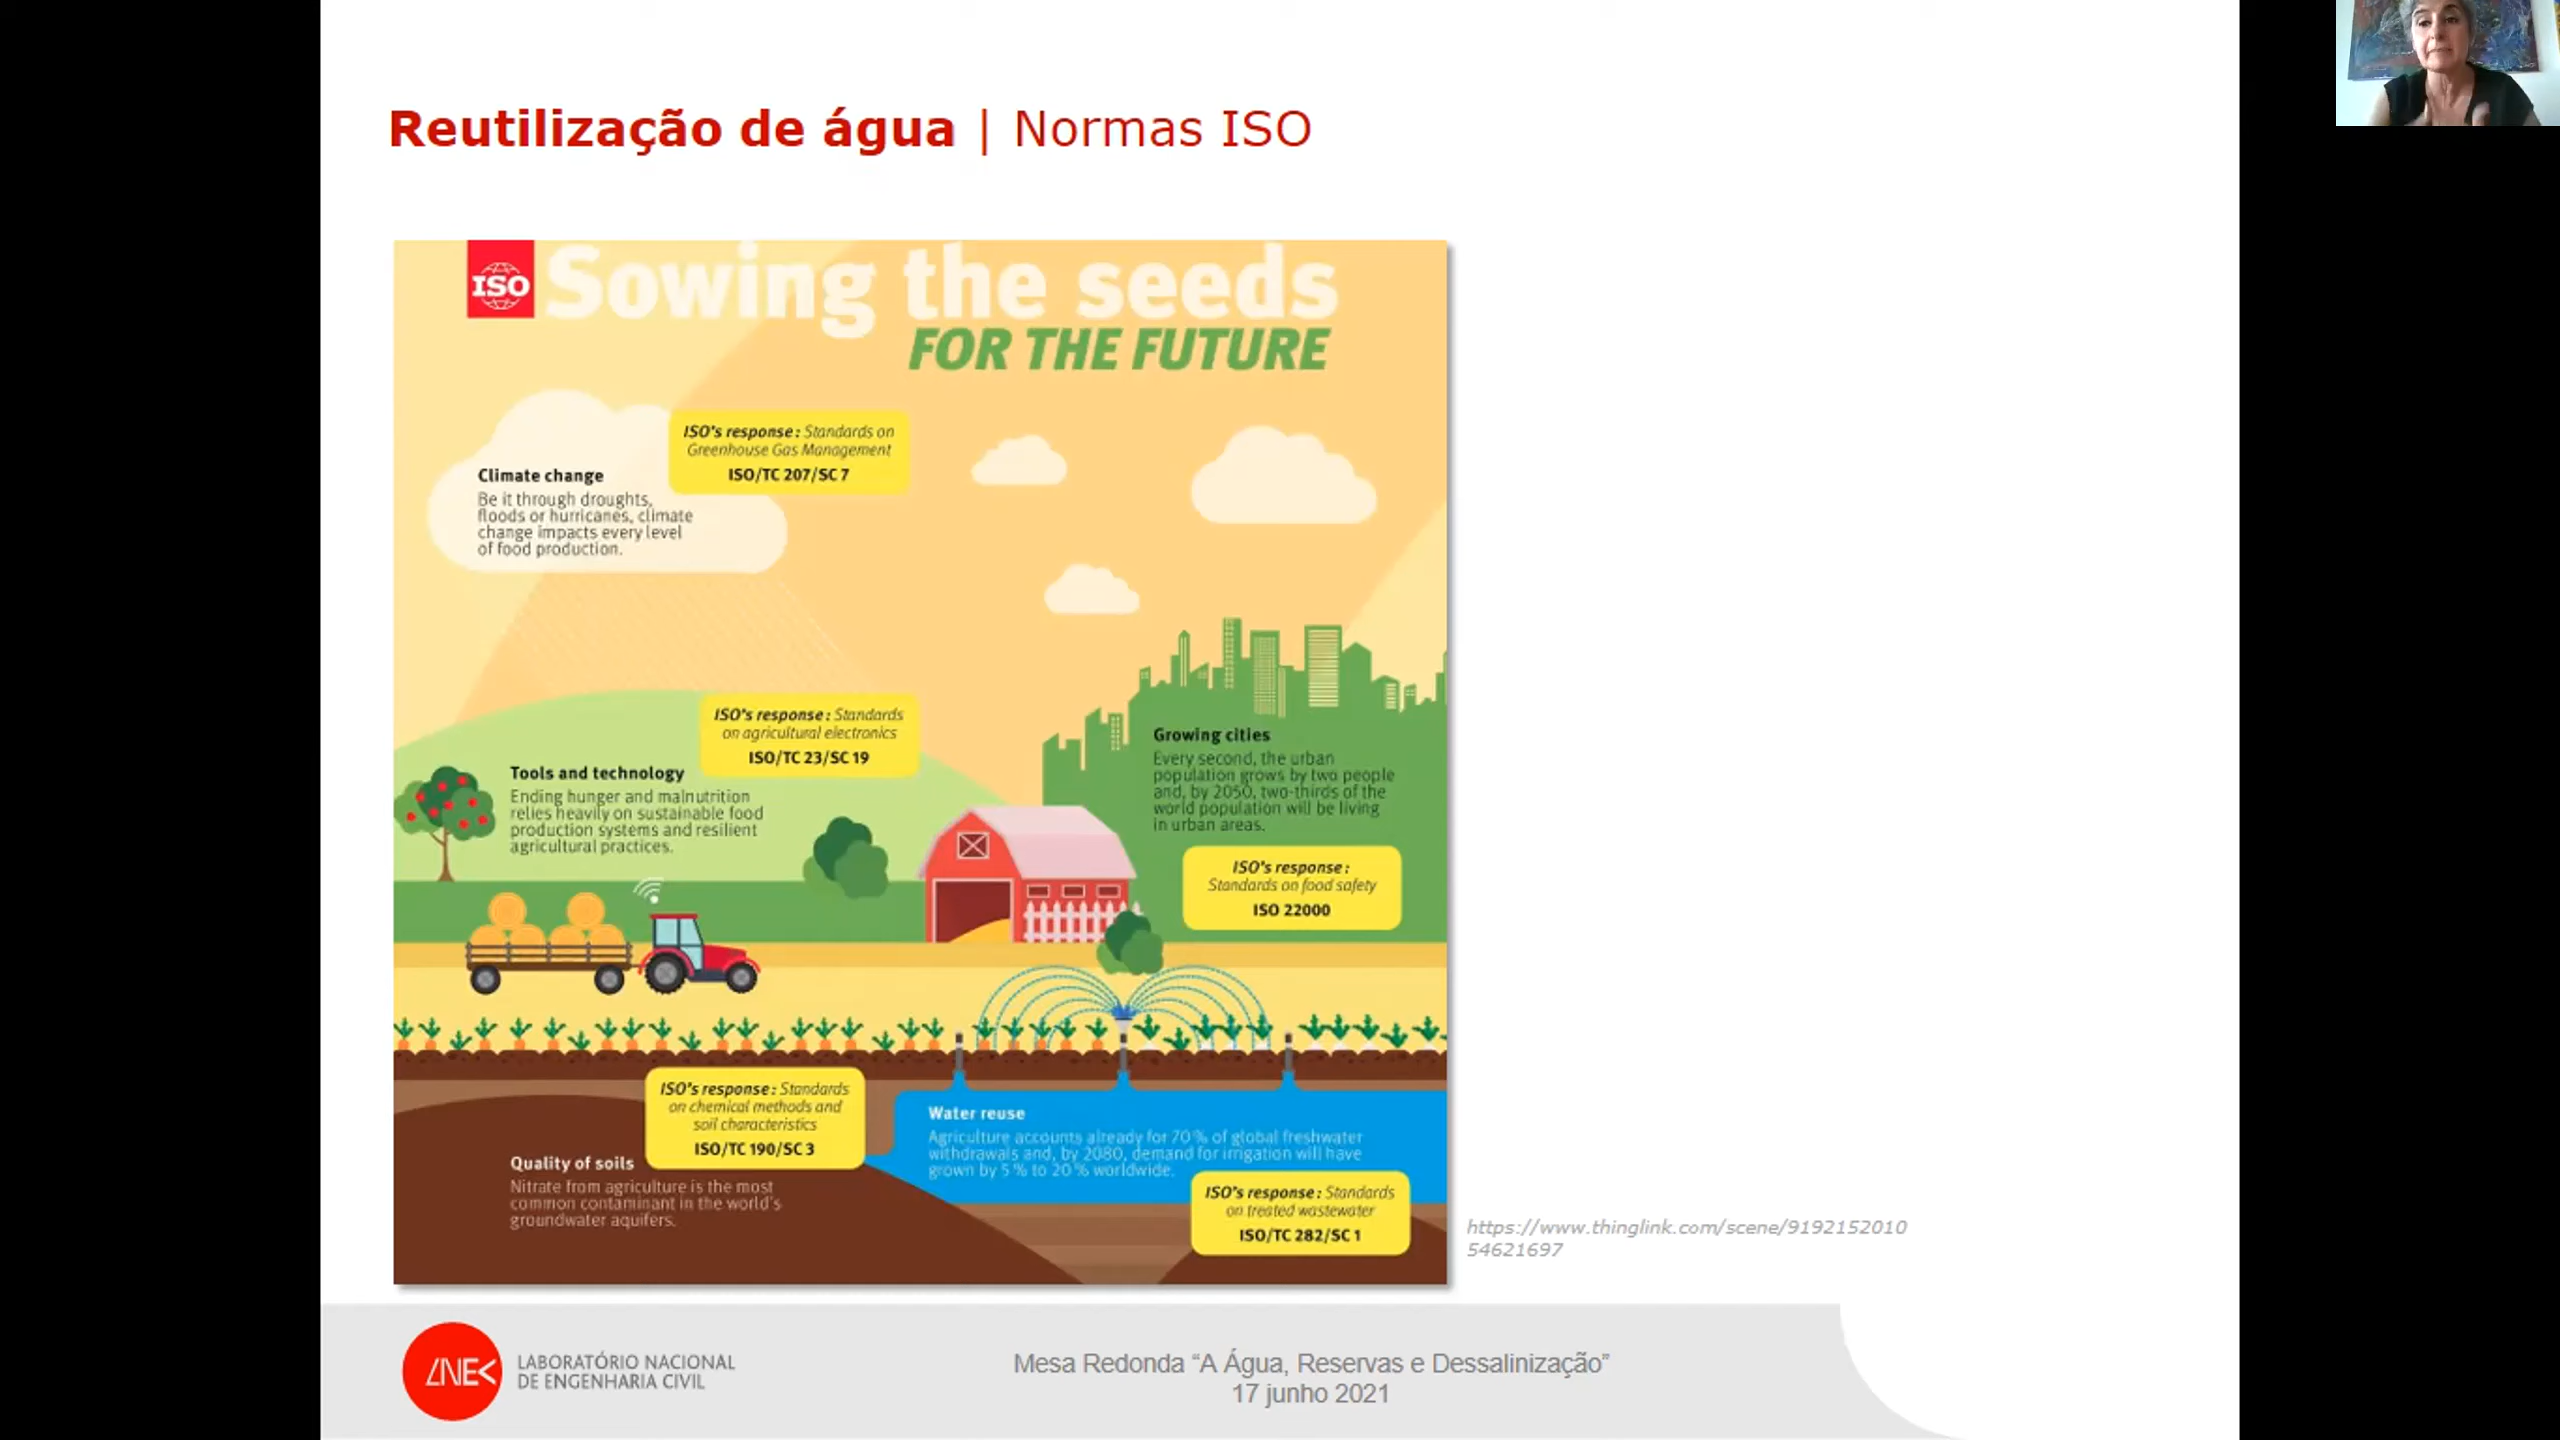 Reutilização de água | Normas ISO
ISO
Sowing the seeds
FOR THE FUTURE
ISO's response: Standards on
Greenhouse Gas Management
ISO/TC 207/SC 7
Climate change
Be it through droughts,
floods or hurricanes, climate
change impacts every level
of food production.
ISO's response: Standards
on agricultural electronics
ISO/TC 23/SC 19
Tools and technology
Ending hunger and malnutrition
relies heavily on sustainable food
production systems and resilient
agricultural practices.
Growing cities
Every second, the urban
population grows by two people
and, by 2050, two-thirds of the
world population will be living
in urban areas.
ISO's response:
Standards on food safety
ISO 22000
ISO's response: Standards
on chemical methods and
soil characteristics
ISO/TC 190/SC 3
Quality of soils
Nitrate from agriculture is the most
common contaminant in the world's
groundwater aquifers.
Water reuse
Agriculture accounts already for 70 % of global freshwater
withdrawals and, by 2080, demand for irrigation will have
grown by 5 % to 20 % worldwide.
ISO's response: Standards
on treated wastewater
ISO/TC 282/SC 1
https://www.thinglink.com/scene/9192152010
54621697
LNEC
LABORATÓRIO NACIONAL
DE ENGENHARIA CIVIL
Mesa Redonda “A Água, Reservas e Dessalinização”
17 junho 2021